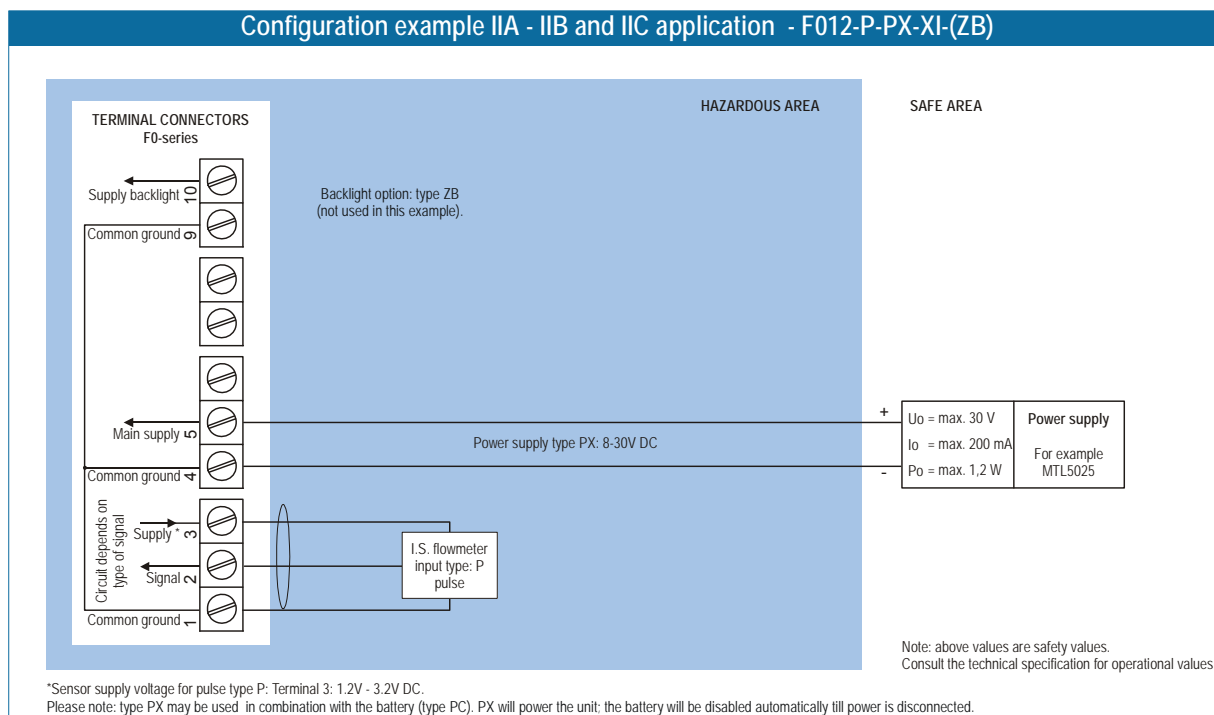 Configuration example IIA - IIB and IIC application - F012-P-PX-XI-(ZB)
HAZARDOUS AREA
SAFE AREA
TERMINAL CONNECTORS
F0-series
Supply backlight 10
Backlight option: type ZB
(not used in this example).
Common ground 9
Main supply 5
Power supply type PX: 8-30V DC
Common ground 4
+
-
Uo = max. 30 V
Io = max. 200 mA
Po = max. 1,2 W
Power supply
For example
MTL5025
Circuit depends on
type of signal
Supply * 3
Signal 2
Common ground 1
I.S. flowmeter
input type: P
pulse
Note: above values are safety values.
Consult the technical specification for operational values
*Sensor supply voltage for pulse type P: Terminal 3: 1.2V - 3.2V DC.
Please note: type PX may be used in combination with the battery (type PC). PX will power the unit; the battery will be disabled automatically till power is disconnected.